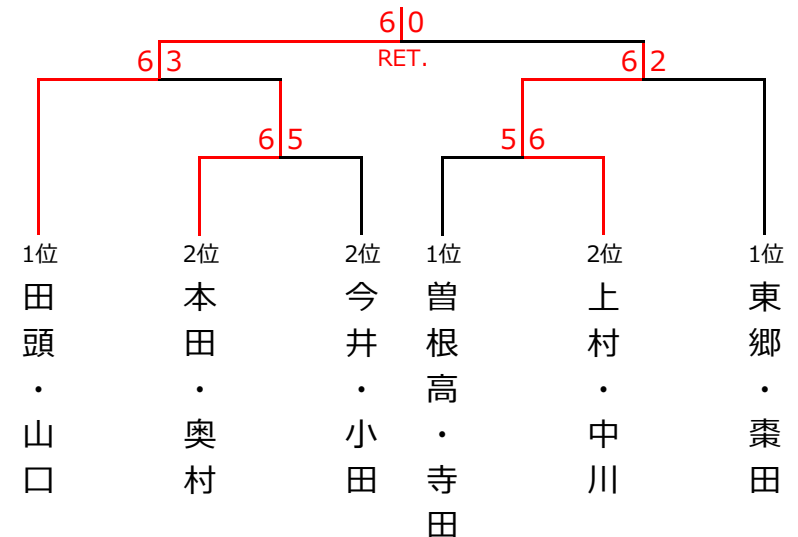 6 0
RET.
6 3
6 2
6 5
5 6
1位
2位
2位
1位
2位
1位
田頭・山口
本田・奥村
今井・小田
曽根高・寺田
上村・中川
東郷・棗田